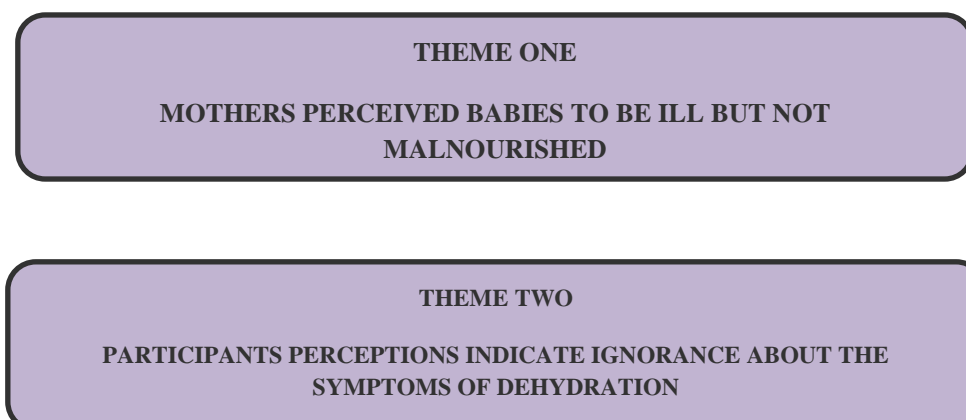 THEME ONE
MOTHERS PERCEIVED BABIES TO BE ILL BUT NOT
MALNOURISHED
THEME TWO
PARTICIPANTS PERCEPTIONS INDICATE IGNORANCE ABOUT THE
SYMPTOMS OF DEHYDRATION